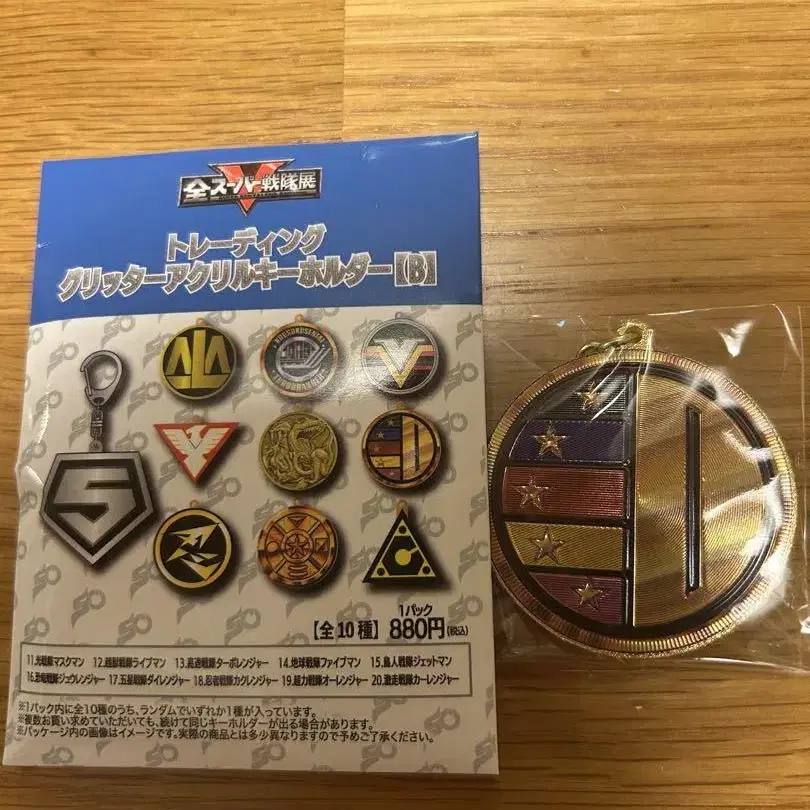 全スーパー戦隊展
トレーディング
グリッターアクリルキーホルダー【B】
5
【全10種】 1パック 880円(税込)
11.光戦隊マスクマン 12.超獣戦隊ライブマン 13.高速戦隊ターボレンジャー 14.地球戦隊ファイブマン 15.鳥人戦隊ジェットマン
16.恐竜戦隊ジュウレンジャー 17.五星戦隊ダイレンジャー 18.忍者戦隊カクレンジャー 19.超力戦隊オーレンジャー 20.激走戦隊カーレンジャー
※1パック内に全10種のうち、ランダムでいずれか1種が入っています。
※複数お買い求めていただいても、続けて同じキーホルダーが出る場合があります。
※パッケージ内の画像はイメージです。実際の商品とは多少異なりますので予めご了承ください。